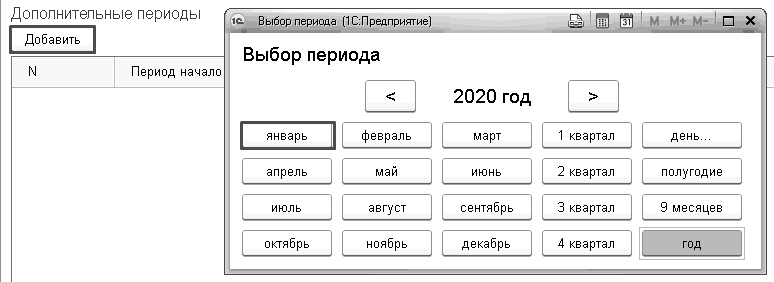 Дополнительные периоды
Добавить
N Период начало
1С Выбор периода (1С:Предприятие) 31 M M+ M-
Выбор периода
< 2020 год >
январь февраль март 1 квартал день...
апрель май июнь 2 квартал полугодие
июль август сентябрь 3 квартал 9 месяцев
октябрь ноябрь декабрь 4 квартал год